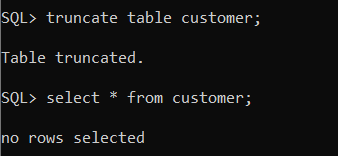 SQL> truncate table customer;
Table truncated.
SQL> select * from customer;
no rows selected